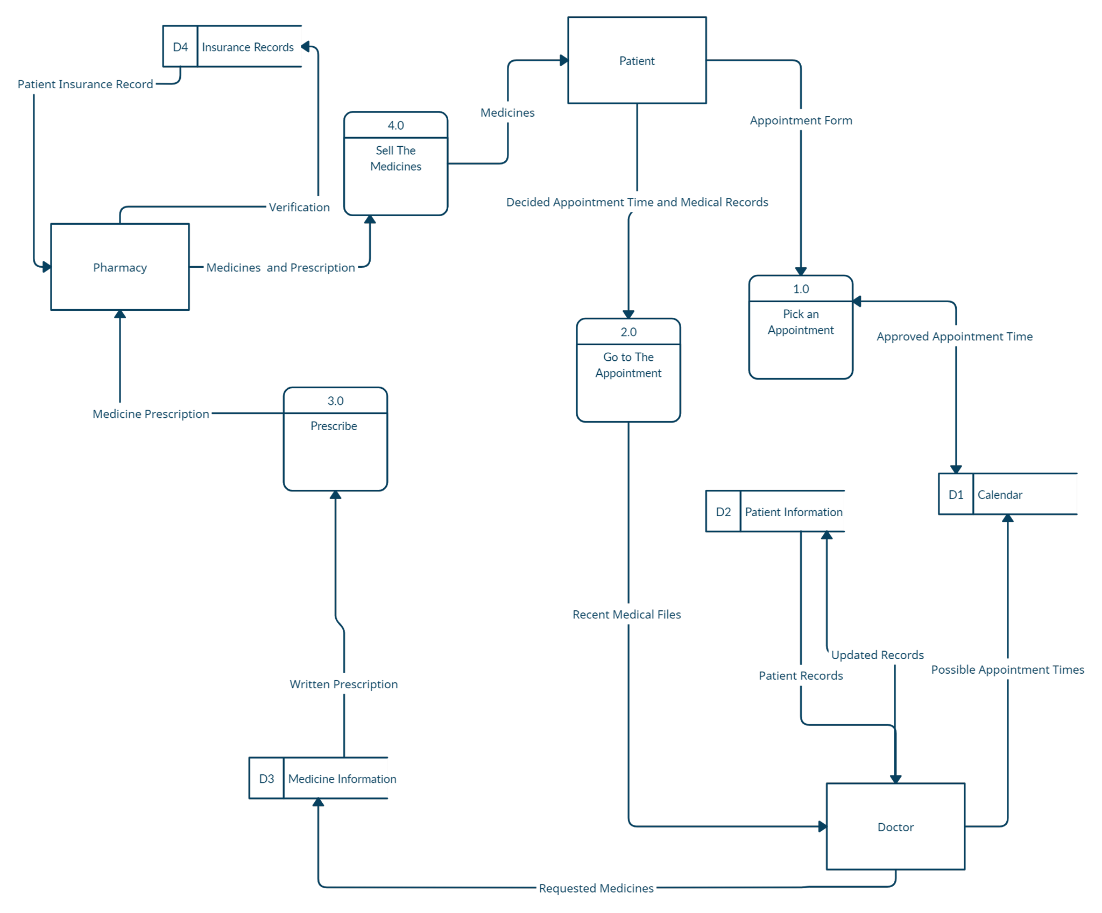 D4
Insurance Records
Patient
Patient Insurance Record
Medicines
Appointment Form
4.0
Sell The
Medicines
Decided Appointment Time and Medical Records
Verification
Pharmacy
Medicines and Prescription
1.0
Pick an
Appointment
2.0
Go to The
Appointment
Approved Appointment Time
3.0
Prescribe
Medicine Prescription
D1
Calendar
D2
Patient Information
Recent Medical Files
Updated Records
Possible Appointment Times
Patient Records
Written Prescription
D3
Medicine Information
Doctor
Requested Medicines